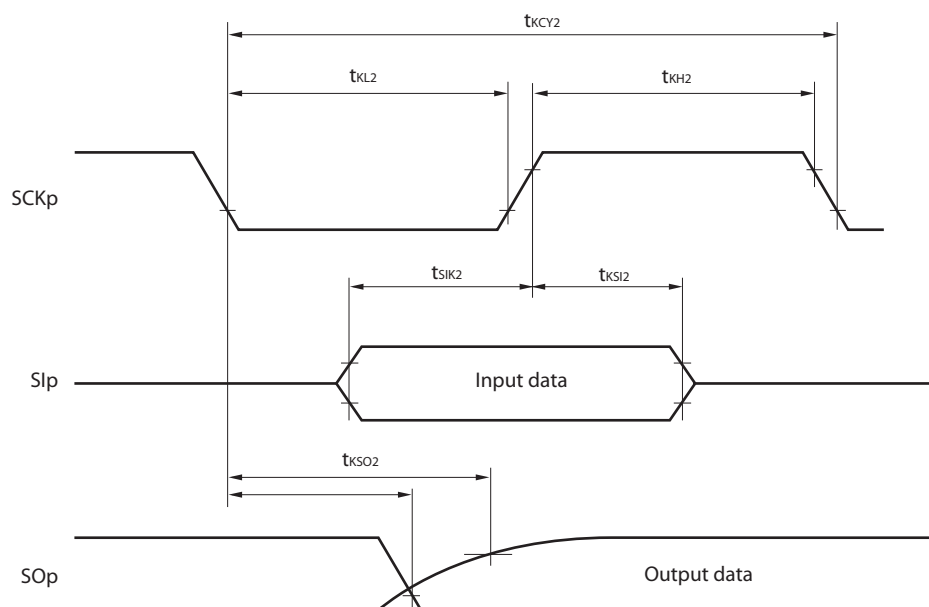 tKCY2
tKL2
tKH2
SCKp
tSIK2
tKSI2
SIp
Input data
tKSO2
SOp
Output data